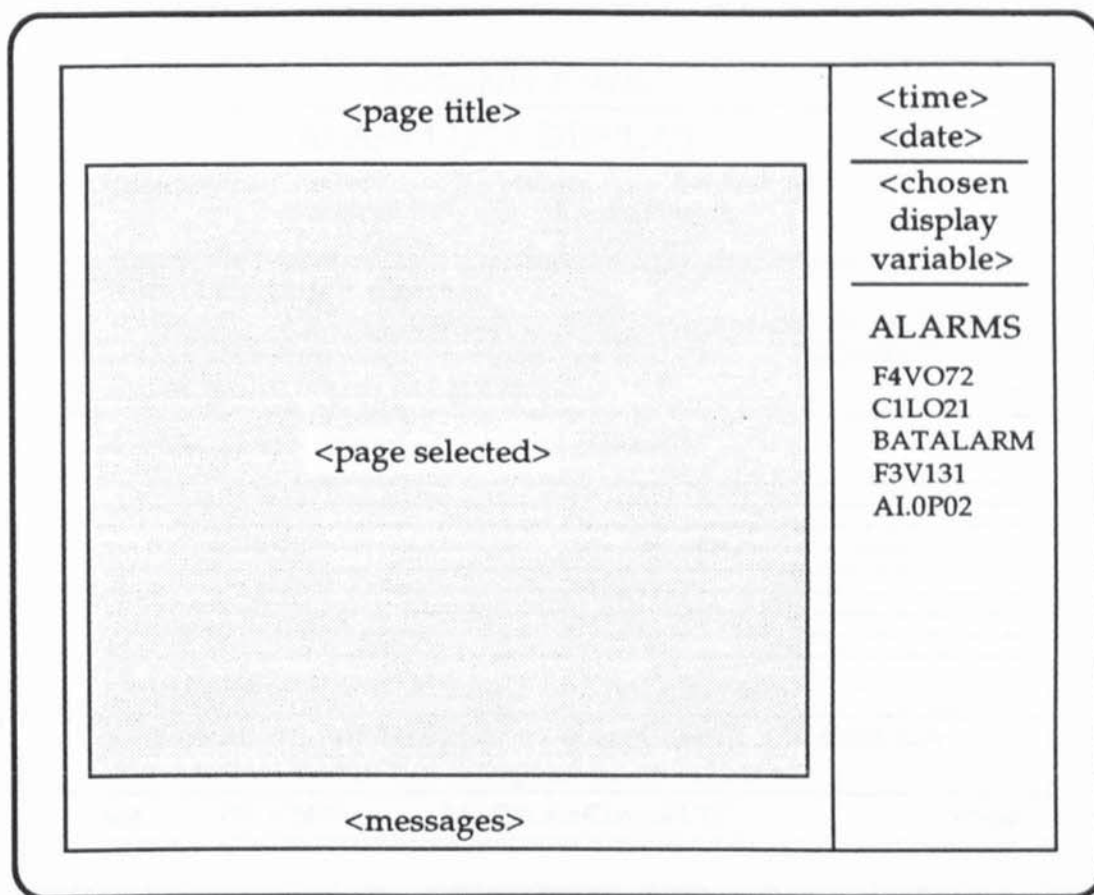 <page title>
<page selected>
<messages>
<time>
<date>
<chosen
display
variable>
ALARMS
F4VO72
C1LO21
BATALARM
F3V131
AI.0P02